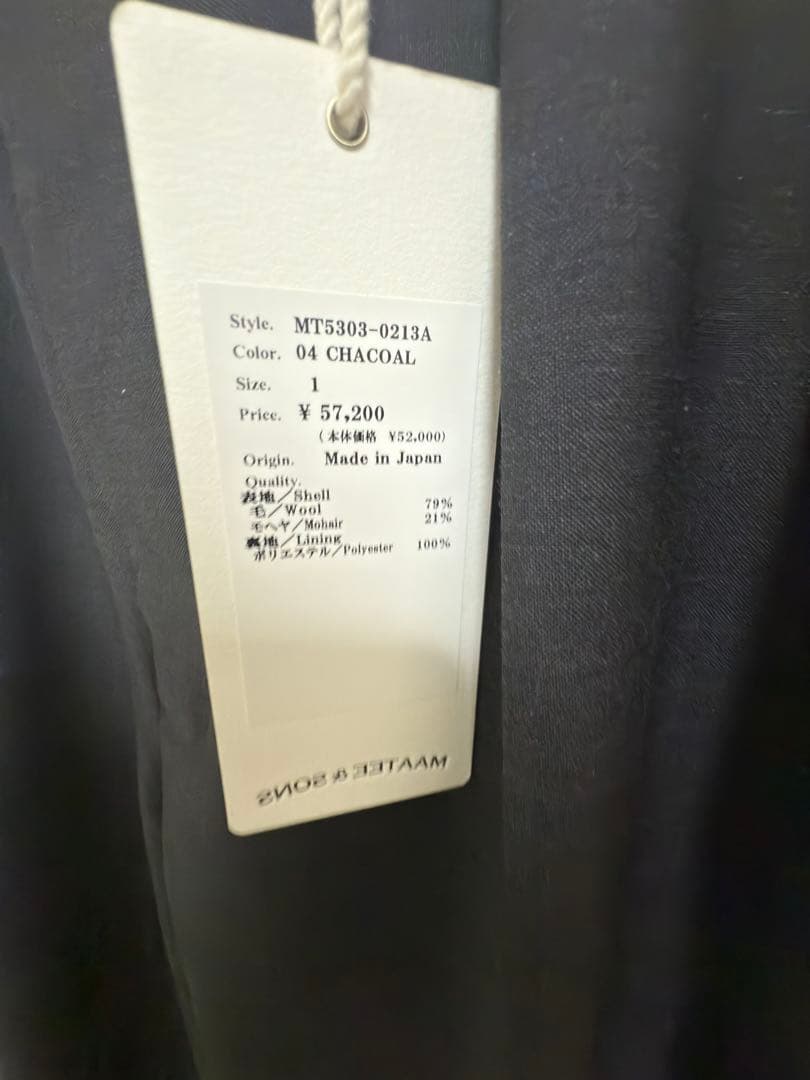 Style. MT5303-0213A
Color. 04 CHACOAL
Size. 1
Price. ¥ 57,200
(本体価格 ¥52,000)
Origin. Made in Japan
Quality.
表地/Shell
毛/Wool 79%
モヘヤ/Mohair 21%
裏地/Lining
ポリエステル/Polyester 100%
MAATEE & SONS